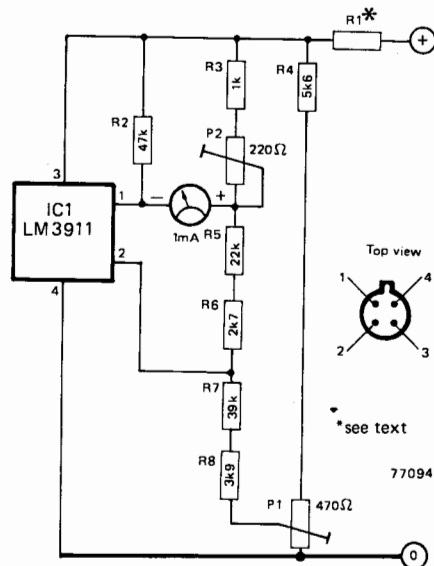 R1*
+
R3
1k
R4
5k6
R2
47k
P2
220Ω
3
IC1
LM3911
1
−
+
1mA
2
4
R5
22k
Top view
1
4
2
3
R6
2k7
R7
39k
*see text
R8
3k9
77094
P1
470Ω
0